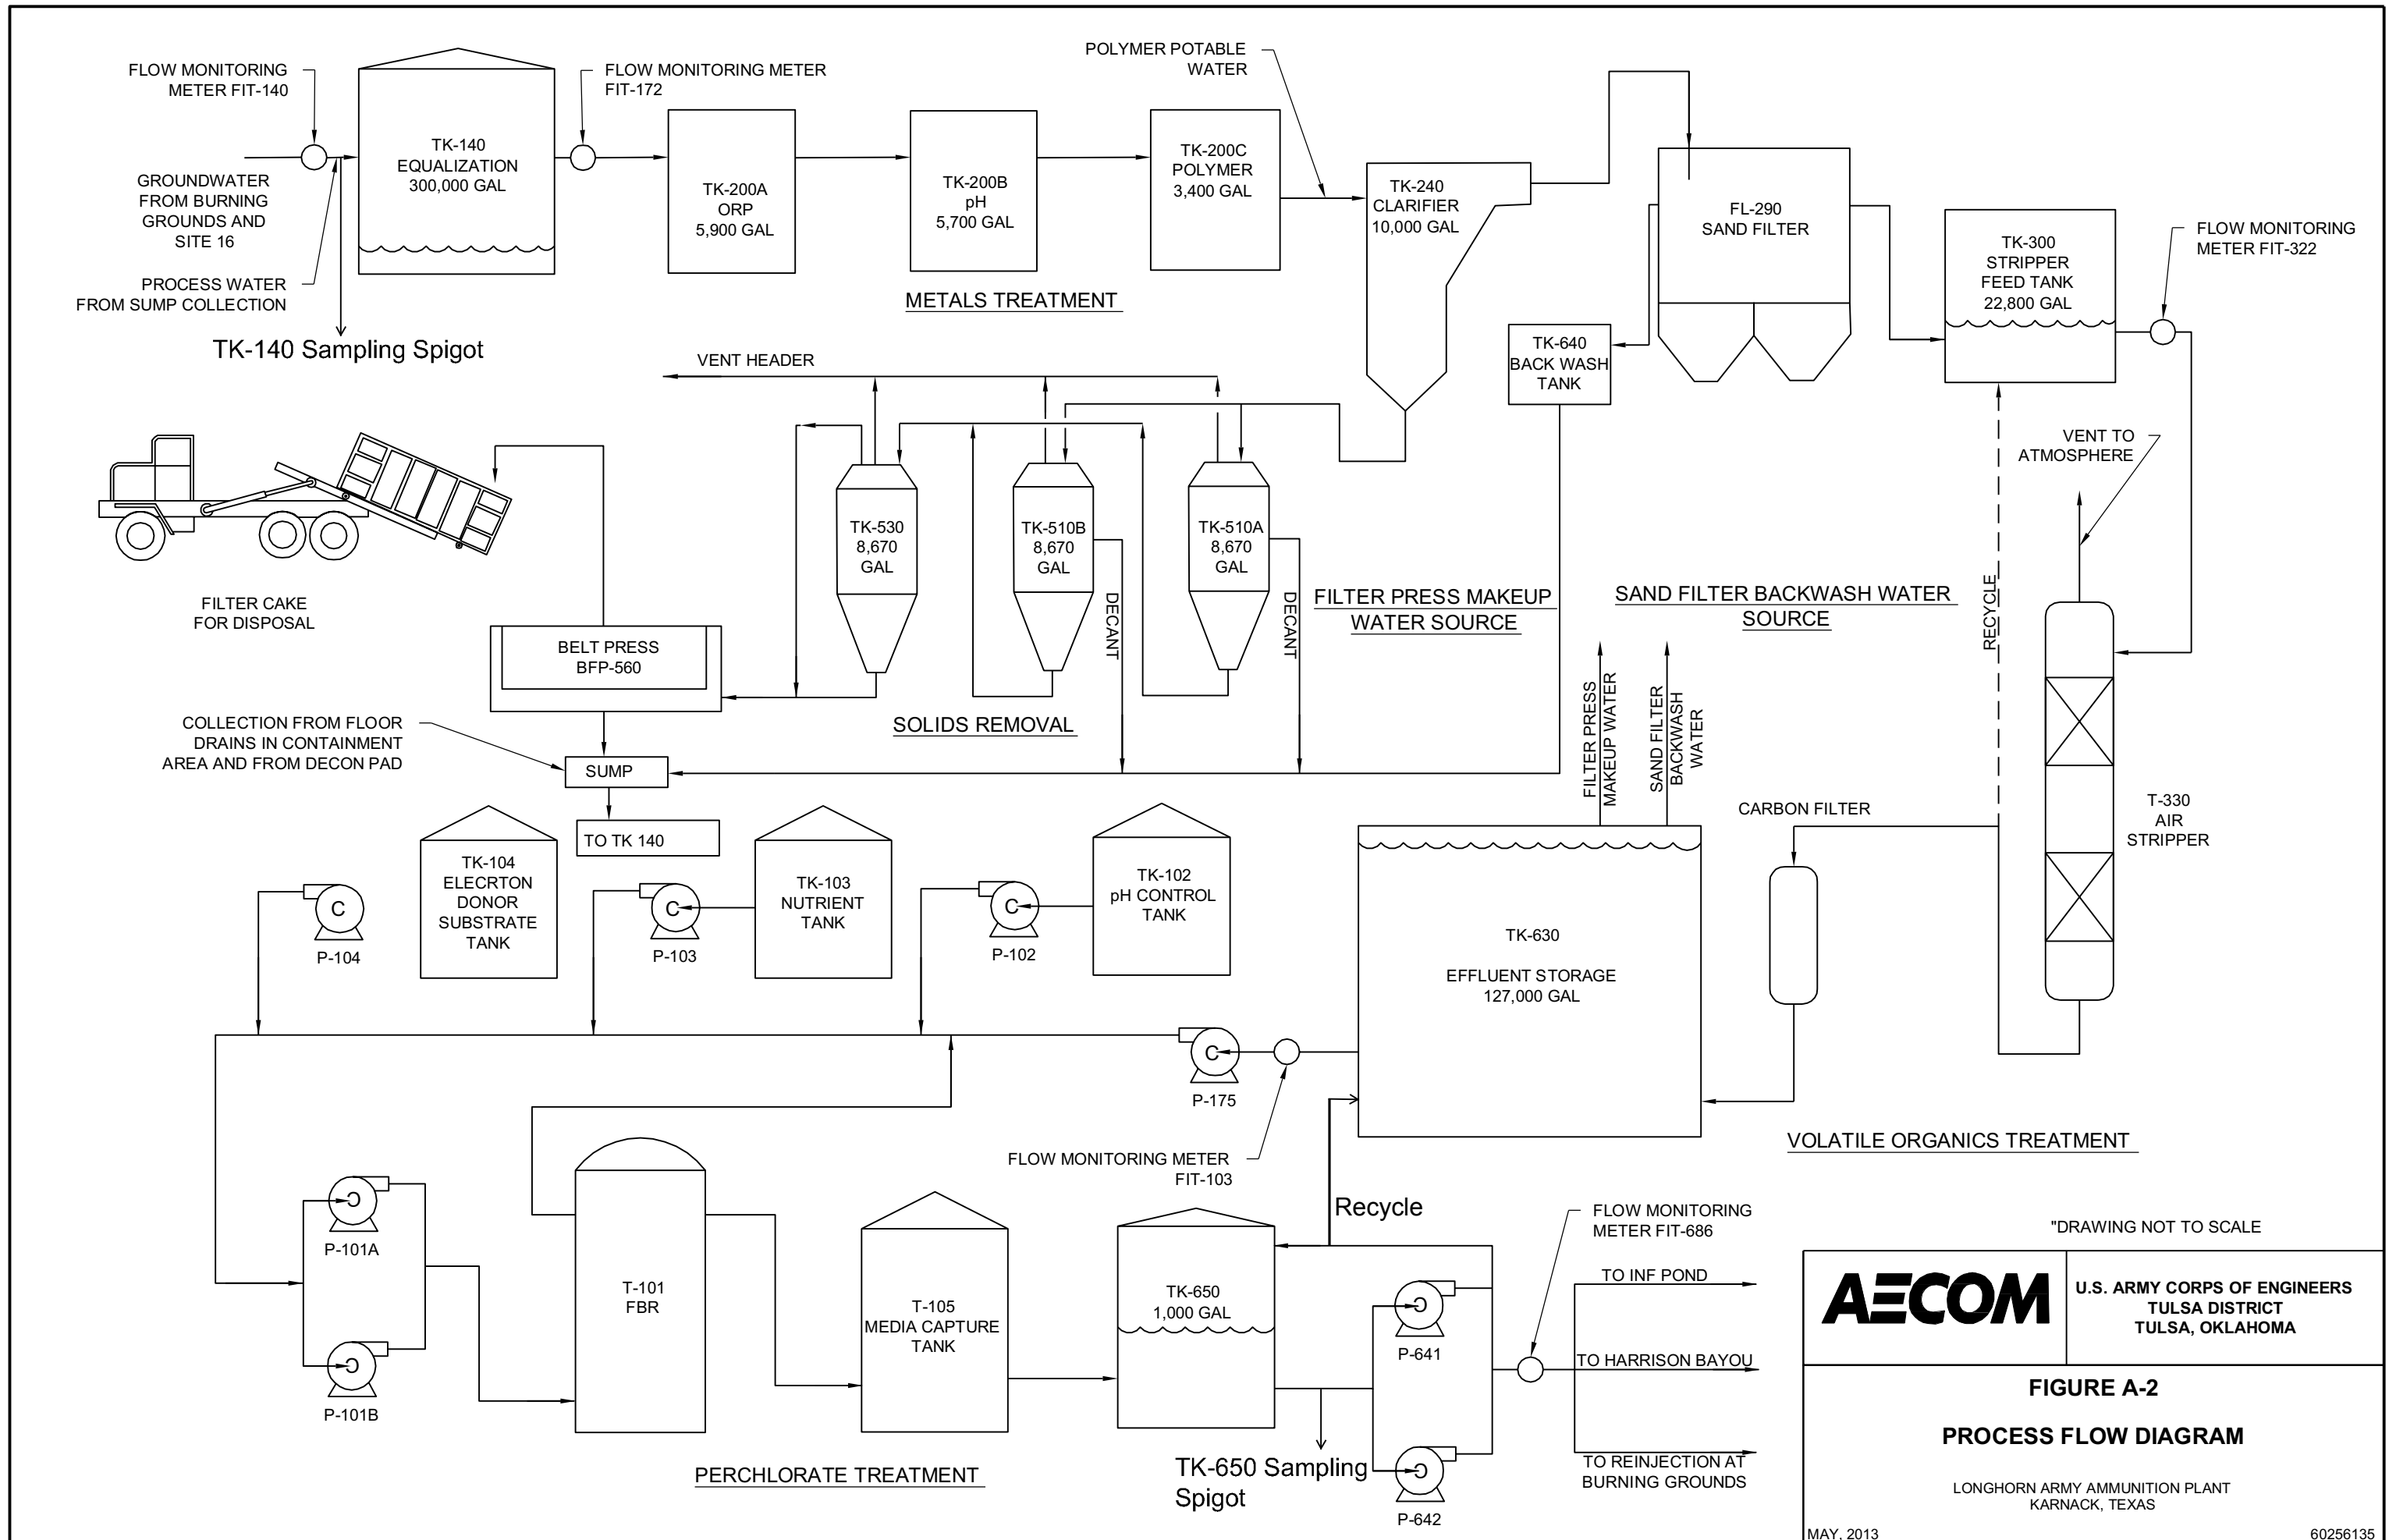 FLOW MONITORING
METER FIT-140
FLOW MONITORING METER
FIT-172
POLYMER POTABLE
WATER
TK-140
EQUALIZATION
300,000 GAL
TK-200A
ORP
5,900 GAL
TK-200B
pH
5,700 GAL
TK-200C
POLYMER
3,400 GAL
TK-240
CLARIFIER
10,000 GAL
FL-290
SAND FILTER
TK-300
STRIPPER
FEED TANK
22,800 GAL
FLOW MONITORING
METER FIT-322
GROUNDWATER
FROM BURNING
GROUNDS AND
SITE 16
PROCESS WATER
FROM SUMP COLLECTION
TK-140 Sampling Spigot
METALS TREATMENT
TK-640
BACK WASH
TANK
VENT HEADER
VENT TO
ATMOSPHERE
FILTER CAKE
FOR DISPOSAL
TK-530
8,670
GAL
TK-510B
8,670
GAL
TK-510A
8,670
GAL
DECANT
DECANT
FILTER PRESS MAKEUP
WATER SOURCE
SAND FILTER BACKWASH WATER
SOURCE
RECYCLE
BELT PRESS
BFP-560
SOLIDS REMOVAL
FILTER PRESS
MAKEUP WATER
SAND FILTER
BACKWASH
WATER
COLLECTION FROM FLOOR
DRAINS IN CONTAINMENT
AREA AND FROM DECON PAD
SUMP
TO TK 140
CARBON FILTER
T-330
AIR
STRIPPER
C
P-104
TK-104
ELECRTON
DONOR
SUBSTRATE
TANK
C
P-103
TK-103
NUTRIENT
TANK
C
P-102
TK-102
pH CONTROL
TANK
TK-630
EFFLUENT STORAGE
127,000 GAL
C
P-175
FLOW MONITORING METER
FIT-103
VOLATILE ORGANICS TREATMENT
C
P-101A
C
P-101B
T-101
FBR
T-105
MEDIA CAPTURE
TANK
TK-650
1,000 GAL
Recycle
C
P-641
C
P-642
FLOW MONITORING
METER FIT-686
TO INF POND
TO HARRISON BAYOU
TO REINJECTION AT
BURNING GROUNDS
TK-650 Sampling
Spigot
PERCHLORATE TREATMENT
"DRAWING NOT TO SCALE
AECOM
U.S. ARMY CORPS OF ENGINEERS
TULSA DISTRICT
TULSA, OKLAHOMA
FIGURE A-2
PROCESS FLOW DIAGRAM
LONGHORN ARMY AMMUNITION PLANT
KARNACK, TEXAS
MAY, 2013
60256135